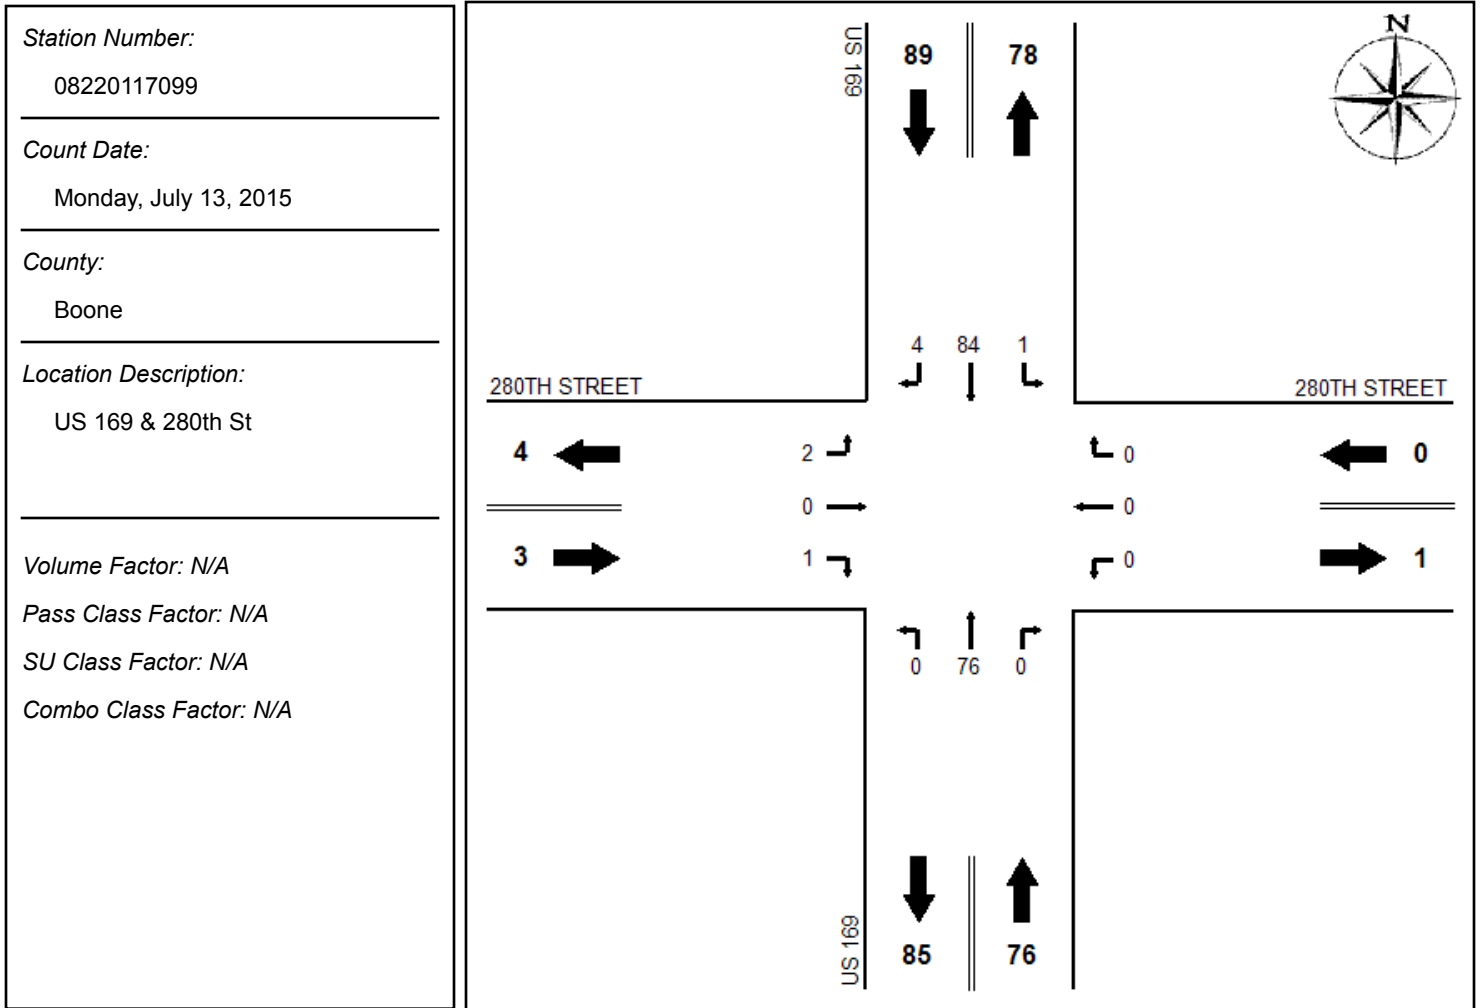 Station Number:
08220117099
Count Date:
Monday, July 13, 2015
County:
Boone
Location Description:
US 169 & 280th St
Volume Factor: N/A
Pass Class Factor: N/A
SU Class Factor: N/A
Combo Class Factor: N/A
N
US 169
89 78
4 84 1
280TH STREET 280TH STREET
4 2 0 0
0 0
3 1 0 1
0 76 0
US 169
85 76